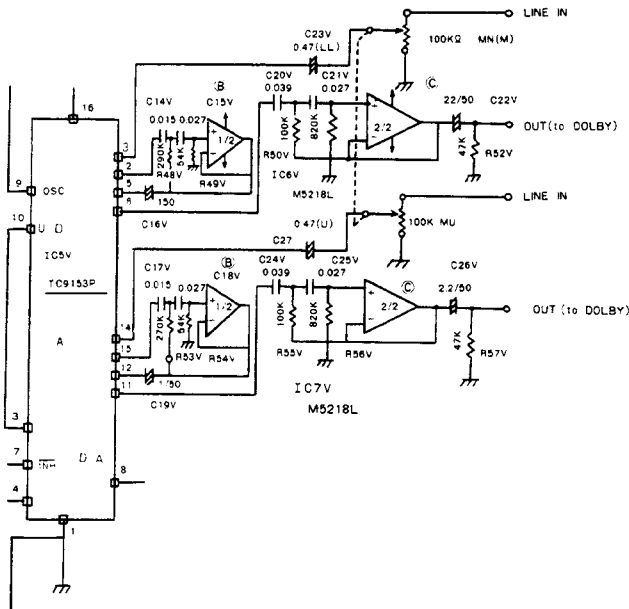 LINE IN
C23V
0.47(LL)
100KΩ MN(M)
16
Ⓑ
C20V C21V
0.039 0.027
Ⓒ
C14V C15V
0.015 0.027
22/50 C22V
3
2
5
6
290K
54K
+
−
1/2
R48V
R49V
150
C16V
100K
820K
R50V
IC6V
M5218L
+
−
2/2
47K
R52V
OUT(to DOLBY)
9
OSC
10
U D
IC5V
TC9153P
A
LINE IN
0.47(U)
C27
100K MU
C17V
0.015 0.027
Ⓑ
C18V
C24V
0.039
C25V
0.027
Ⓒ
C26V
2.2/50
14
15
12
11
270K
54K
+
−
1/2
R53V
R54V
1/50
C19V
100K
820K
R55V
R56V
+
−
2/2
47K
R57V
OUT (to DOLBY)
IC7V
M5218L
3
7
INH
D A
4
8
1